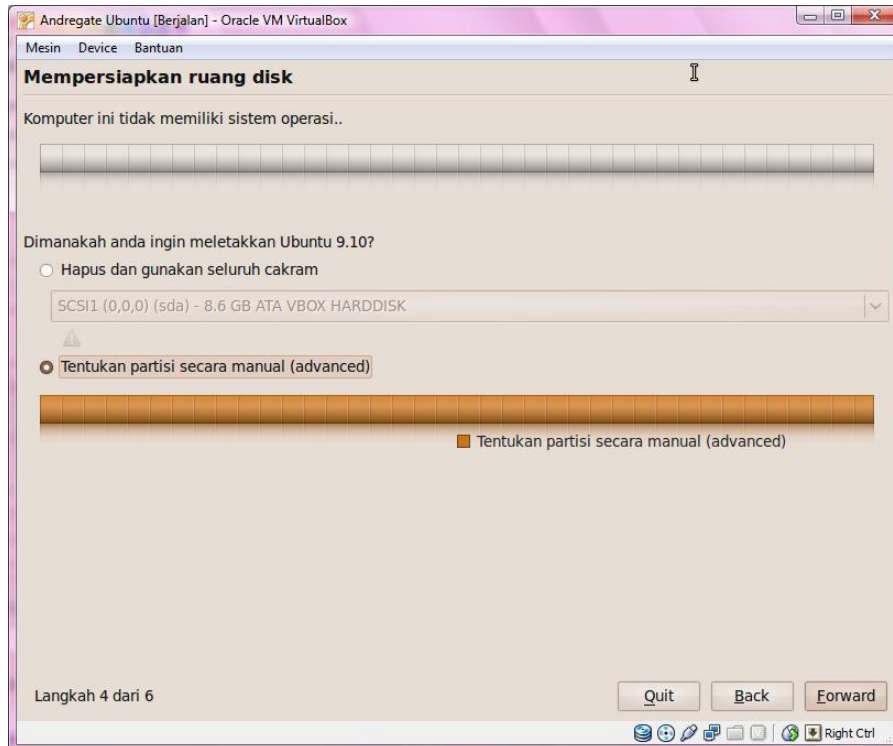 Andregate Ubuntu [Berjalan] - Oracle VM VirtualBox
Mesin Device Bantuan
Mempersiapkan ruang disk
Komputer ini tidak memiliki sistem operasi..
Dimanakah anda ingin meletakkan Ubuntu 9.10?
Hapus dan gunakan seluruh cakram
SCSI1 (0,0,0) (sda) - 8.6 GB ATA VBOX HARDDISK
Tentukan partisi secara manual (advanced)
Tentukan partisi secara manual (advanced)
Langkah 4 dari 6
Quit Back Forward
Right Ctrl